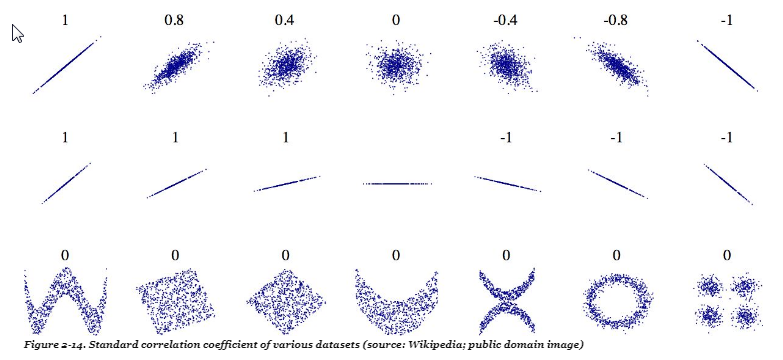 1 0.8 0.4 0 -0.4 -0.8 -1
1 1 1 -1 -1 -1
0 0 0 0 0 0 0
Figure 2-14. Standard correlation coefficient of various datasets (source: Wikipedia; public domain image)